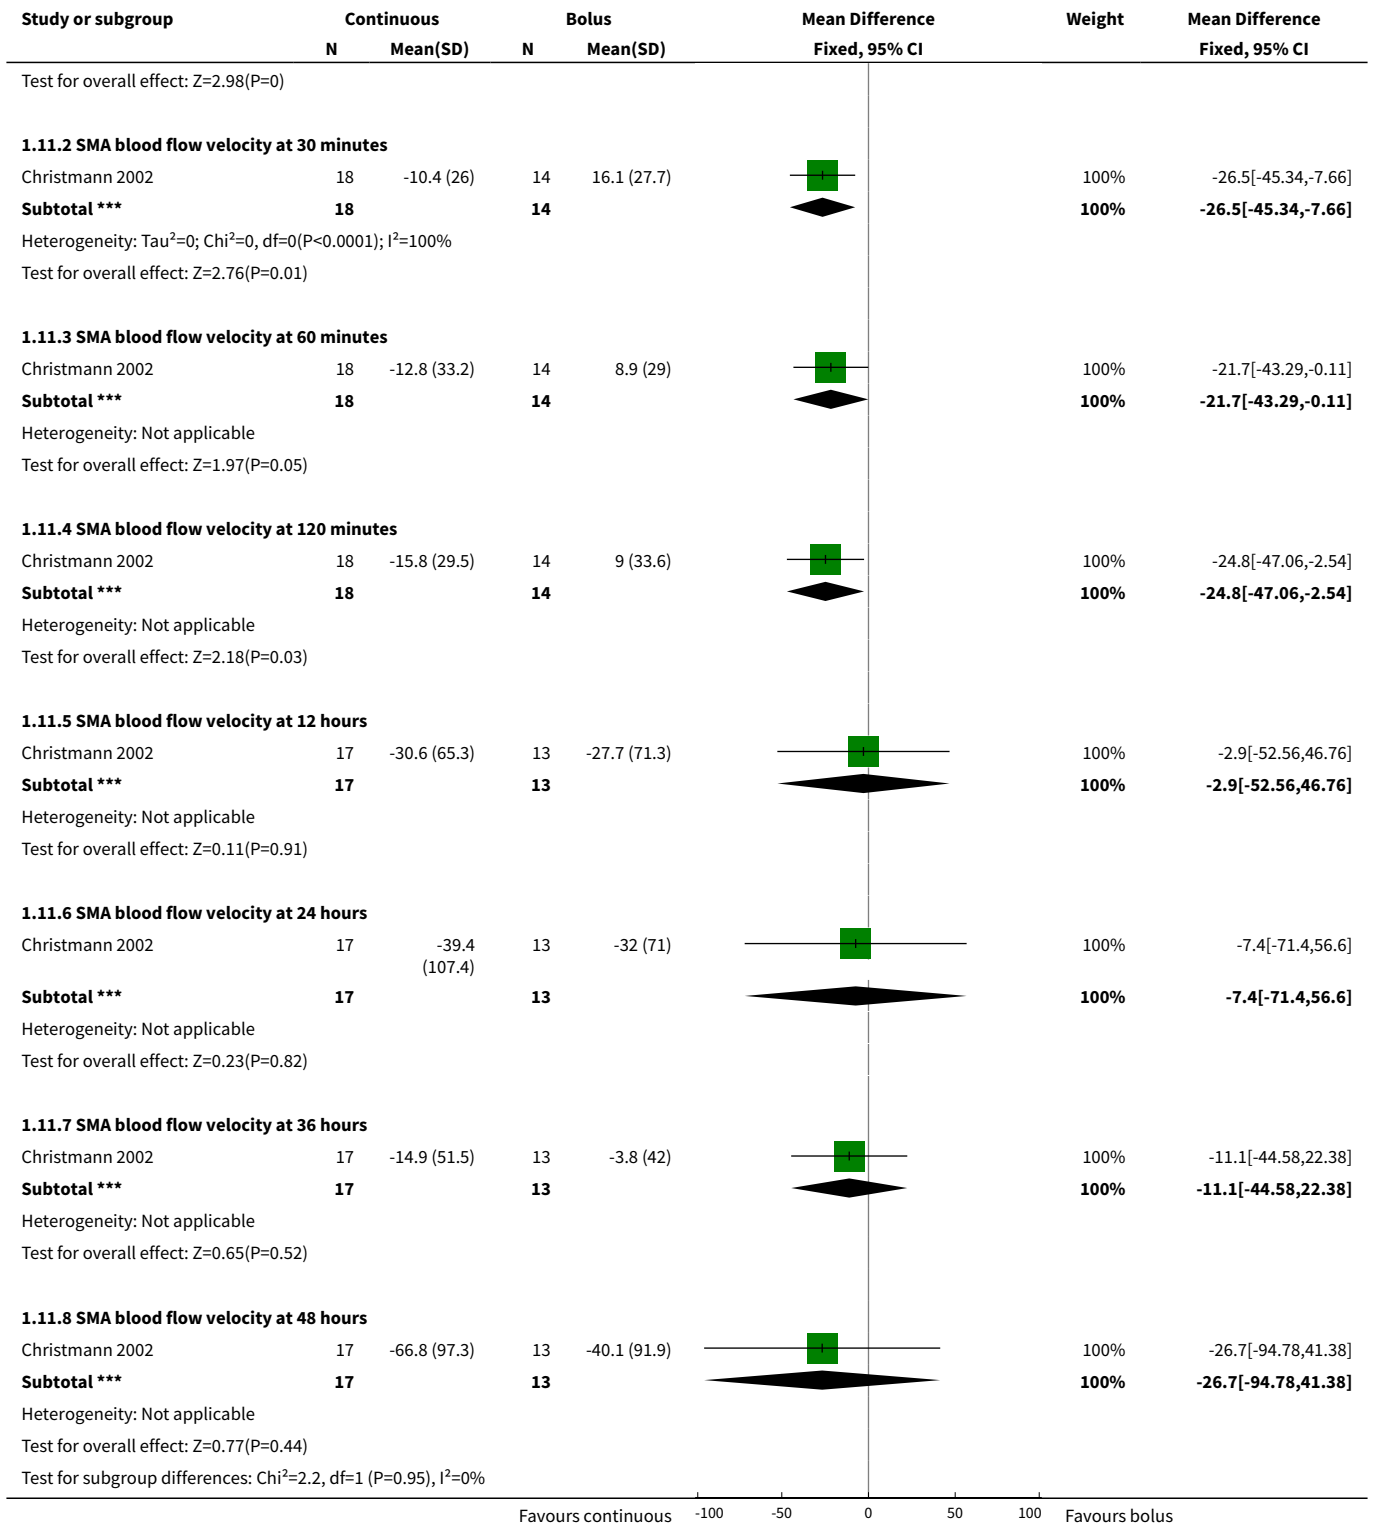 Study or subgroup Continuous Bolus Mean Difference Weight Mean Difference
N Mean(SD) N Mean(SD) Fixed, 95% CI Fixed, 95% CI
Test for overall effect: Z=2.98(P=0)
1.11.2 SMA blood flow velocity at 30 minutes
Christmann 2002 18 -10.4 (26) 14 16.1 (27.7) 100% -26.5[-45.34,-7.66]
Subtotal *** 18 14 100% -26.5[-45.34,-7.66]
Heterogeneity: Tau²=0; Chi²=0, df=0(P<0.0001); I²=100%
Test for overall effect: Z=2.76(P=0.01)
1.11.3 SMA blood flow velocity at 60 minutes
Christmann 2002 18 -12.8 (33.2) 14 8.9 (29) 100% -21.7[-43.29,-0.11]
Subtotal *** 18 14 100% -21.7[-43.29,-0.11]
Heterogeneity: Not applicable
Test for overall effect: Z=1.97(P=0.05)
1.11.4 SMA blood flow velocity at 120 minutes
Christmann 2002 18 -15.8 (29.5) 14 9 (33.6) 100% -24.8[-47.06,-2.54]
Subtotal *** 18 14 100% -24.8[-47.06,-2.54]
Heterogeneity: Not applicable
Test for overall effect: Z=2.18(P=0.03)
1.11.5 SMA blood flow velocity at 12 hours
Christmann 2002 17 -30.6 (65.3) 13 -27.7 (71.3) 100% -2.9[-52.56,46.76]
Subtotal *** 17 13 100% -2.9[-52.56,46.76]
Heterogeneity: Not applicable
Test for overall effect: Z=0.11(P=0.91)
1.11.6 SMA blood flow velocity at 24 hours
Christmann 2002 17 -39.4 13 -32 (71) 100% -7.4[-71.4,56.6]
(107.4)
Subtotal *** 17 13 100% -7.4[-71.4,56.6]
Heterogeneity: Not applicable
Test for overall effect: Z=0.23(P=0.82)
1.11.7 SMA blood flow velocity at 36 hours
Christmann 2002 17 -14.9 (51.5) 13 -3.8 (42) 100% -11.1[-44.58,22.38]
Subtotal *** 17 13 100% -11.1[-44.58,22.38]
Heterogeneity: Not applicable
Test for overall effect: Z=0.65(P=0.52)
1.11.8 SMA blood flow velocity at 48 hours
Christmann 2002 17 -66.8 (97.3) 13 -40.1 (91.9) 100% -26.7[-94.78,41.38]
Subtotal *** 17 13 100% -26.7[-94.78,41.38]
Heterogeneity: Not applicable
Test for overall effect: Z=0.77(P=0.44)
Test for subgroup differences: Chi²=2.2, df=1 (P=0.95), I²=0%
Favours continuous -100 -50 0 50 100 Favours bolus